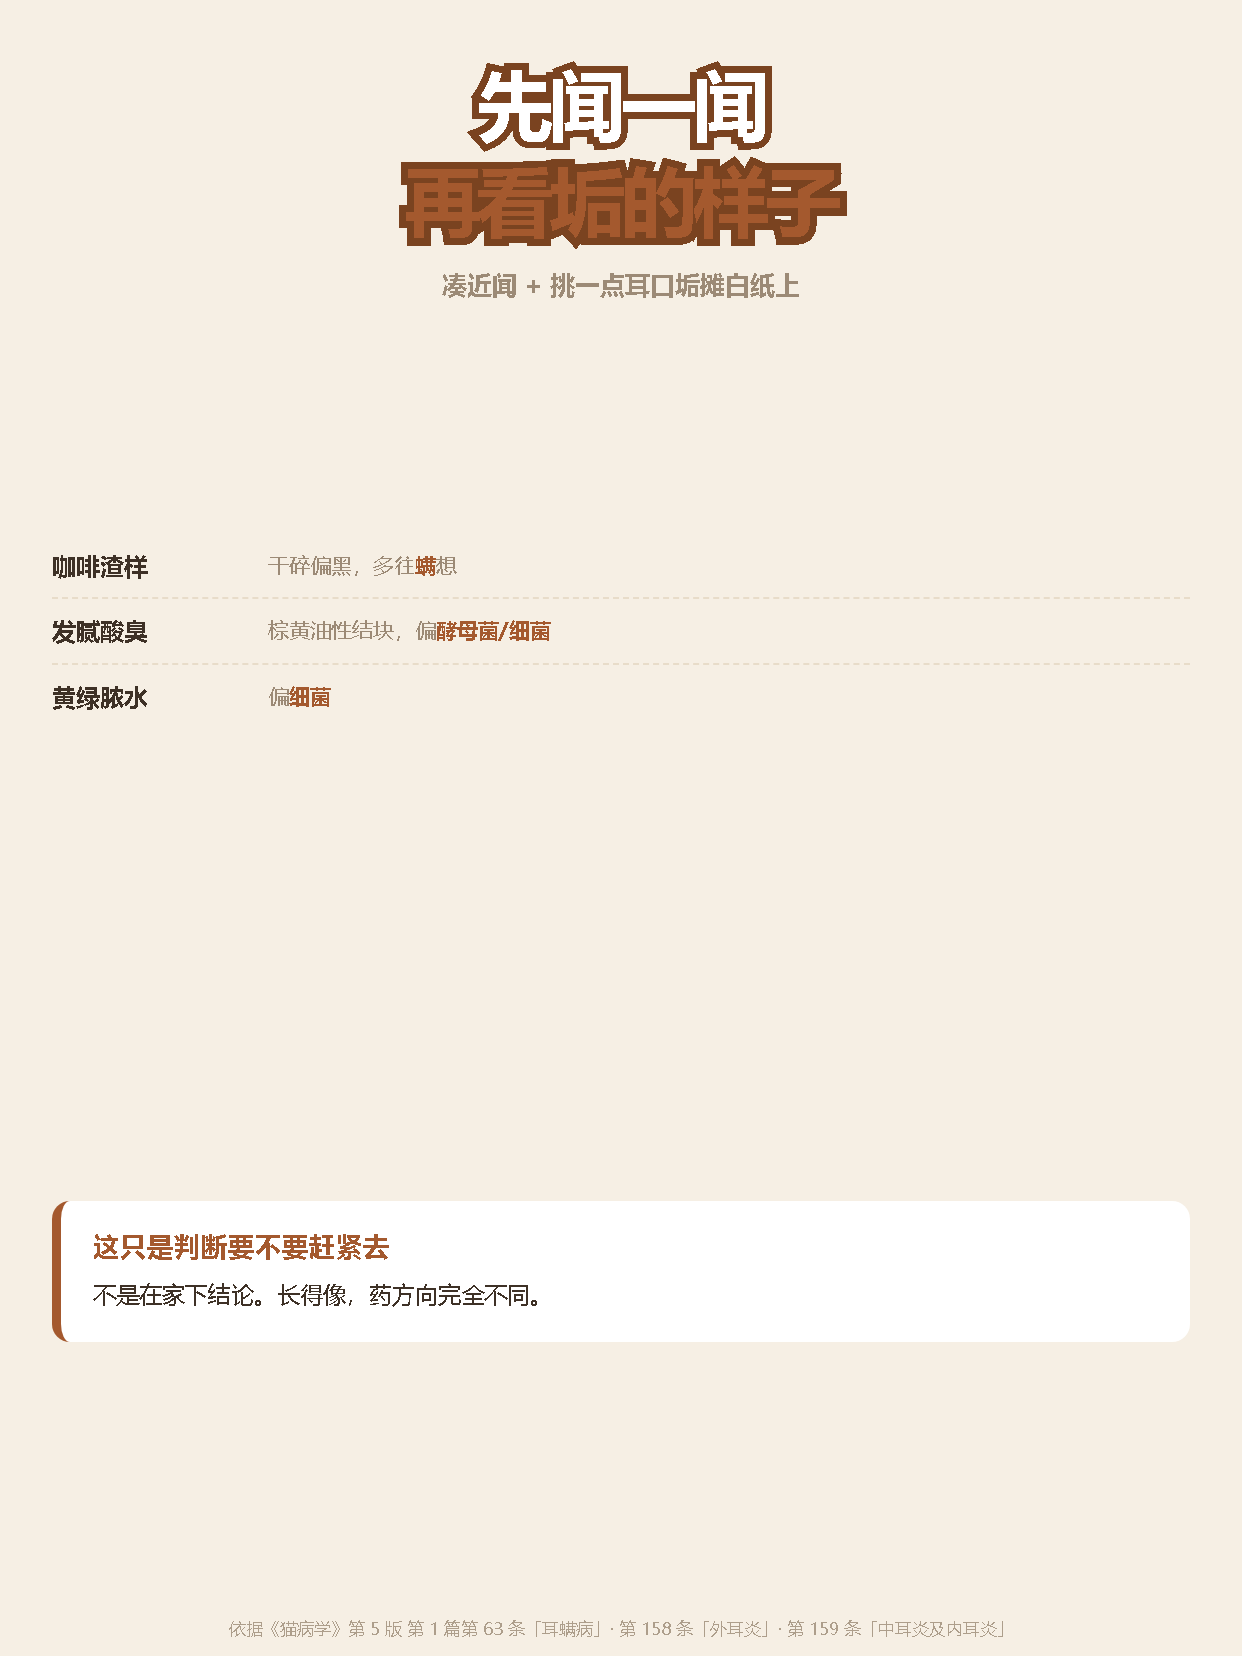 先闻一闻
再看垢的样子
凑近闻 + 挑一点耳口垢摊白纸上
咖啡渣样 干碎偏黑，多往螨想
发腻酸臭 棕黄油性结块，偏酵母菌/细菌
黄绿脓水 偏细菌
这只是判断要不要赶紧去
不是在家下结论。长得像，药方向完全不同。
依据《猫病学》第 5 版 第 1 篇第 63 条「耳螨病」· 第 158 条「外耳炎」· 第 159 条「中耳炎及内耳炎」